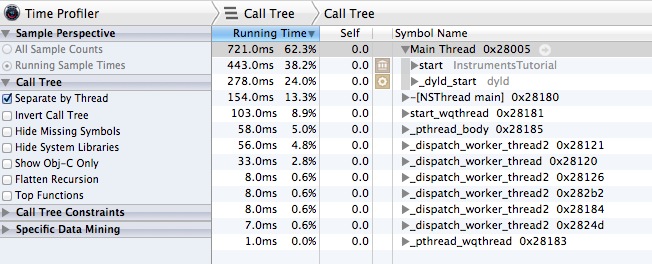 Time Profiler Call Tree Call Tree
Sample Perspective Running Time Self Symbol Name
All Sample Counts 721.0ms 62.3% 0.0 Main Thread 0x28005
Running Sample Times 443.0ms 38.2% 0.0 start InstrumentsTutorial
Call Tree 278.0ms 24.0% 0.0 _dyld_start dyld
Separate by Thread 154.0ms 13.3% 0.0 -[NSThread main] 0x28180
Invert Call Tree 103.0ms 8.9% 0.0 start_wqthread 0x28181
Hide Missing Symbols 58.0ms 5.0% 0.0 _pthread_body 0x28185
Hide System Libraries 56.0ms 4.8% 0.0 _dispatch_worker_thread2 0x28121
Show Obj-C Only 33.0ms 2.8% 0.0 _dispatch_worker_thread 0x28120
Flatten Recursion 8.0ms 0.6% 0.0 _dispatch_worker_thread2 0x28126
Top Functions 8.0ms 0.6% 0.0 _dispatch_worker_thread2 0x282b2
Call Tree Constraints 8.0ms 0.6% 0.0 _dispatch_worker_thread2 0x28184
Specific Data Mining 7.0ms 0.6% 0.0 _dispatch_worker_thread2 0x2824d
1.0ms 0.0% 0.0 _pthread_wqthread 0x28183